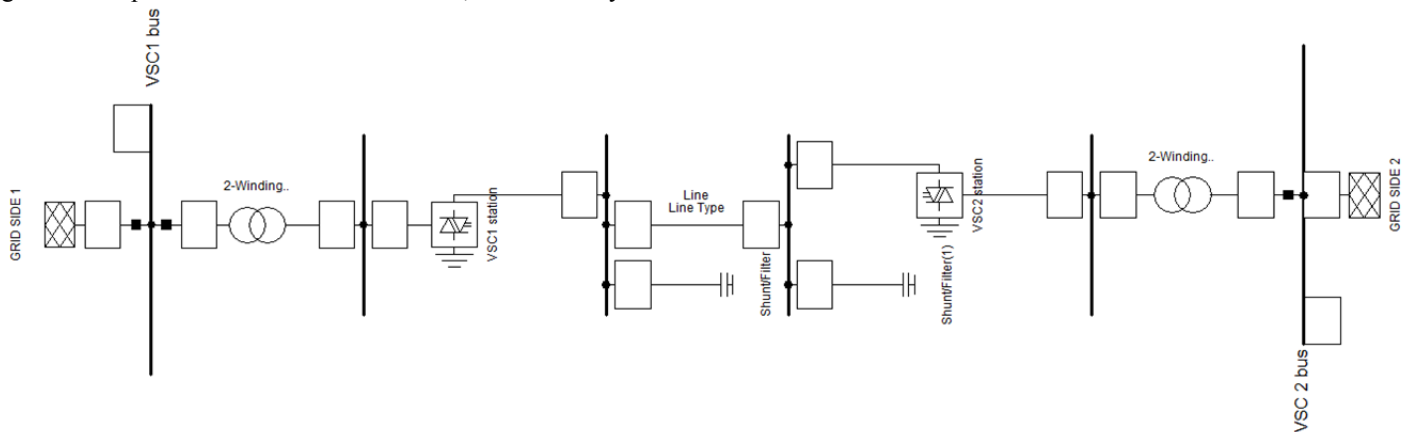 VSC1 bus
GRID SIDE 1
2-Winding..
VSC1 station
Line
Line Type
Shunt/Filter
VSC2 station
Shunt/Filter(1)
2-Winding..
GRID SIDE 2
VSC 2 bus